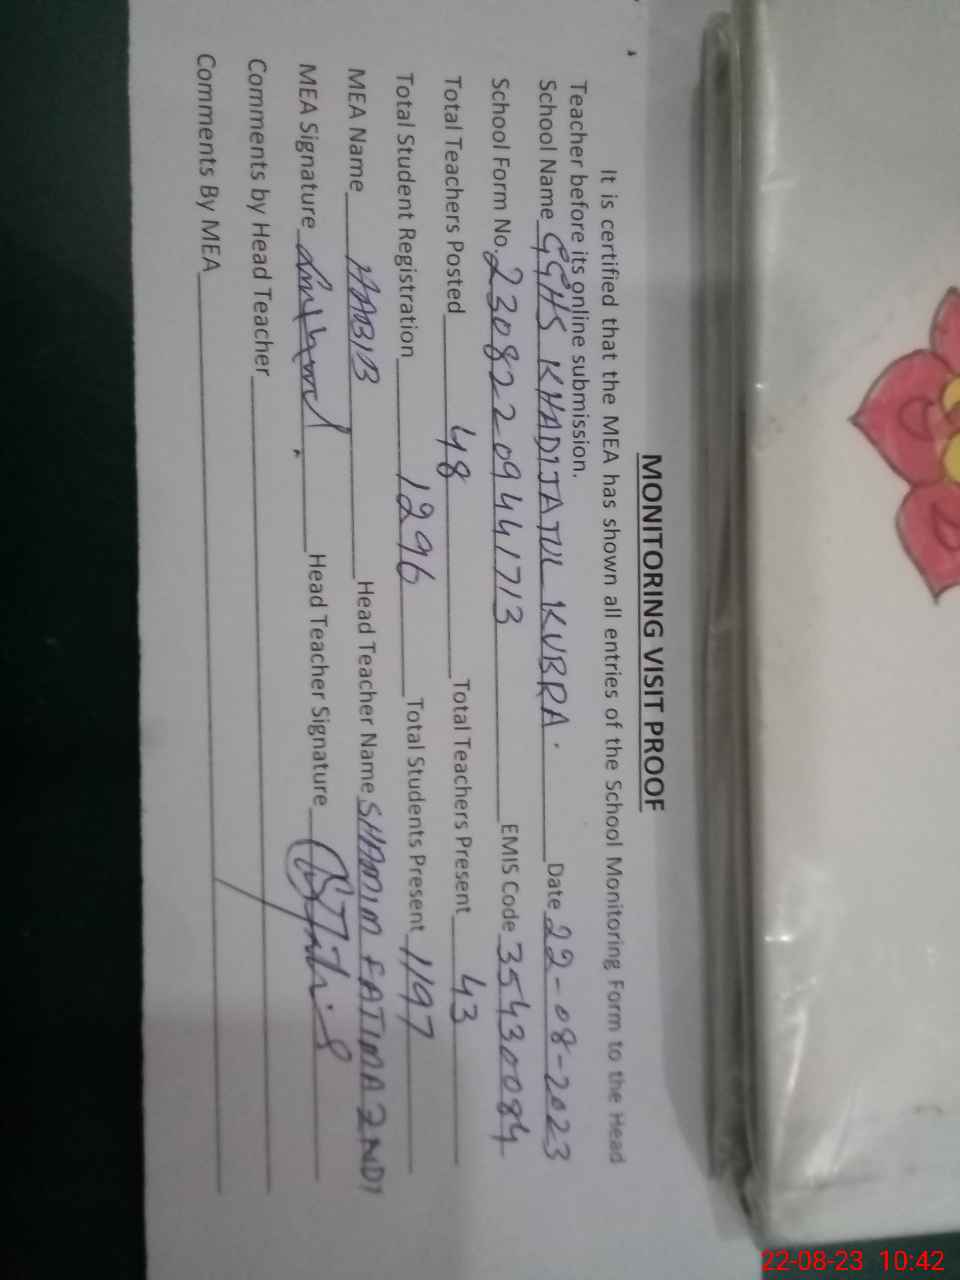 MONITORING VISIT PROOF
It is certified that the MEA has shown all entries of the School Monitoring Form to the Head
Teacher before its online submission.
School Name GGHS KHADIJATUL KUBRA. Date 22-08-2023
School Form No. 23082209441713 EMIS Code 35430084
Total Teachers Posted 48 Total Teachers Present 43
Total Student Registration 1296 Total Students Present 1197
MEA Name HABIB Head Teacher Name SHAMIM FATIMA 2ND1
MEA Signature Head Teacher Signature
Comments by Head Teacher
Comments By MEA
22-08-23 10:42